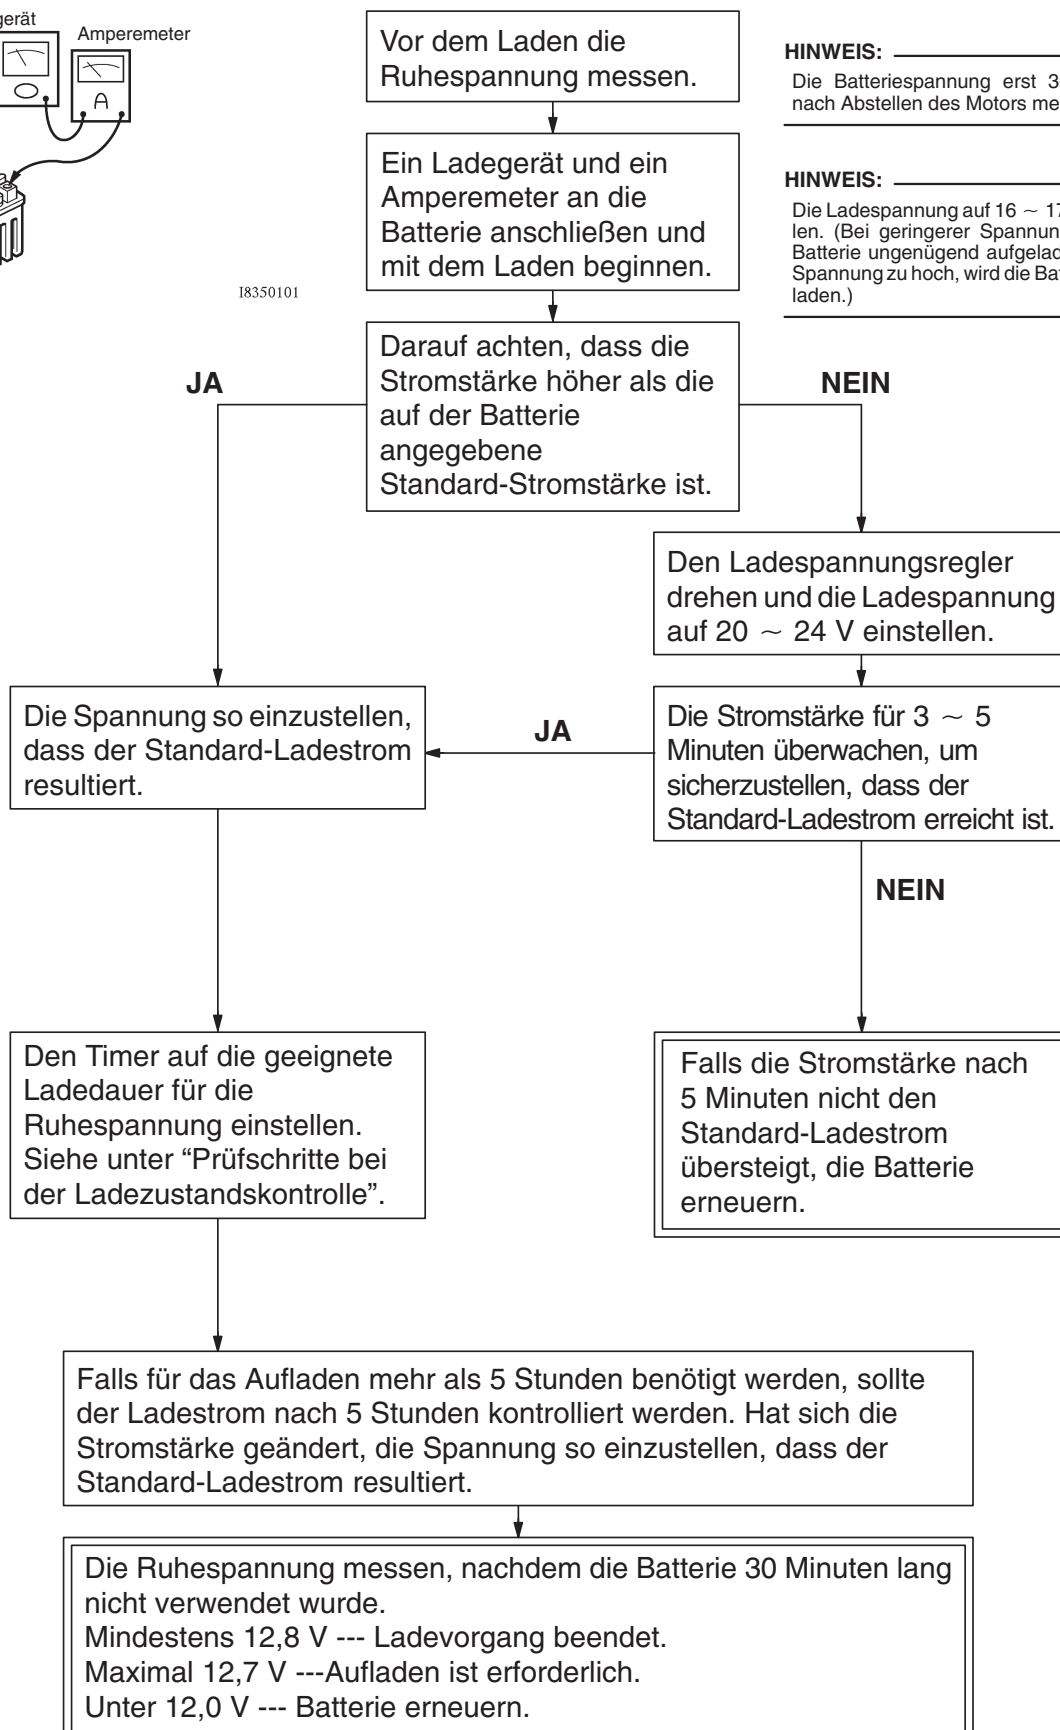 Amperemeter
A
I8350101
Vor dem Laden die
Ruhespannung messen.
HINWEIS:
Die Batteriespannung erst
nach Abstellen des Motors
Ein Ladegerät und ein
Amperemeter an die
Batterie anschließen und
mit dem Laden beginnen.
HINWEIS:
Die Ladespannung auf 16 ~ 17
len. (Bei geringerer
Batterie ungenügend
Spannung zu hoch, wird die
laden.)
Darauf achten, dass die
Stromstärke höher als die
auf der Batterie
angegebene
Standard-Stromstärke ist.
JA
NEIN
Den Ladespannungsregler
drehen und die Ladespannung
auf 20 ~ 24 V einstellen.
Die Spannung so einzustellen,
dass der Standard-Ladestrom
resultiert.
JA
Die Stromstärke für 3 ~ 5
Minuten überwachen, um
sicherzustellen, dass der
Standard-Ladestrom erreicht ist.
NEIN
Den Timer auf die geeignete
Ladedauer für die
Ruhespannung einstellen.
Siehe unter “Prüfschritte bei
der Ladezustandskontrolle”.
Falls die Stromstärke nach
5 Minuten nicht den
Standard-Ladestrom
übersteigt, die Batterie
erneuern.
Falls für das Aufladen mehr als 5 Stunden benötigt werden, sollte
der Ladestrom nach 5 Stunden kontrolliert werden. Hat sich die
Stromstärke geändert, die Spannung so einzustellen, dass der
Standard-Ladestrom resultiert.
Die Ruhespannung messen, nachdem die Batterie 30 Minuten lang
nicht verwendet wurde.
Mindestens 12,8 V --- Ladevorgang beendet.
Maximal 12,7 V ---Aufladen ist erforderlich.
Unter 12,0 V --- Batterie erneuern.